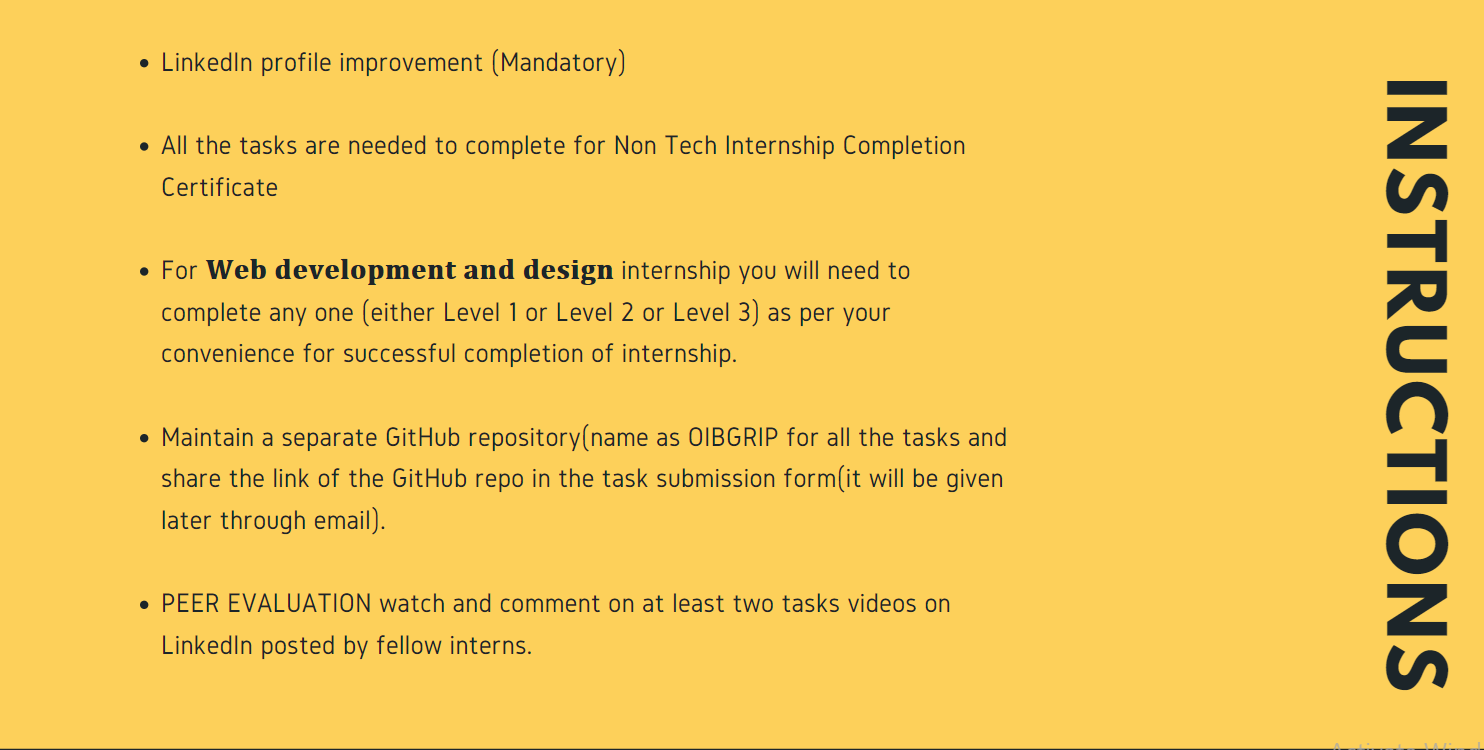 • LinkedIn profile improvement (Mandatory)
• All the tasks are needed to complete for Non Tech Internship Completion
Certificate
• For Web development and design internship you will need to
complete any one (either Level 1 or Level 2 or Level 3) as per your
convenience for successful completion of internship.
• Maintain a separate GitHub repository(name as OIBGRIP for all the tasks and
share the link of the GitHub repo in the task submission form(it will be given
later through email).
• PEER EVALUATION watch and comment on at least two tasks videos on
LinkedIn posted by fellow interns.
INSTRUCTIONS